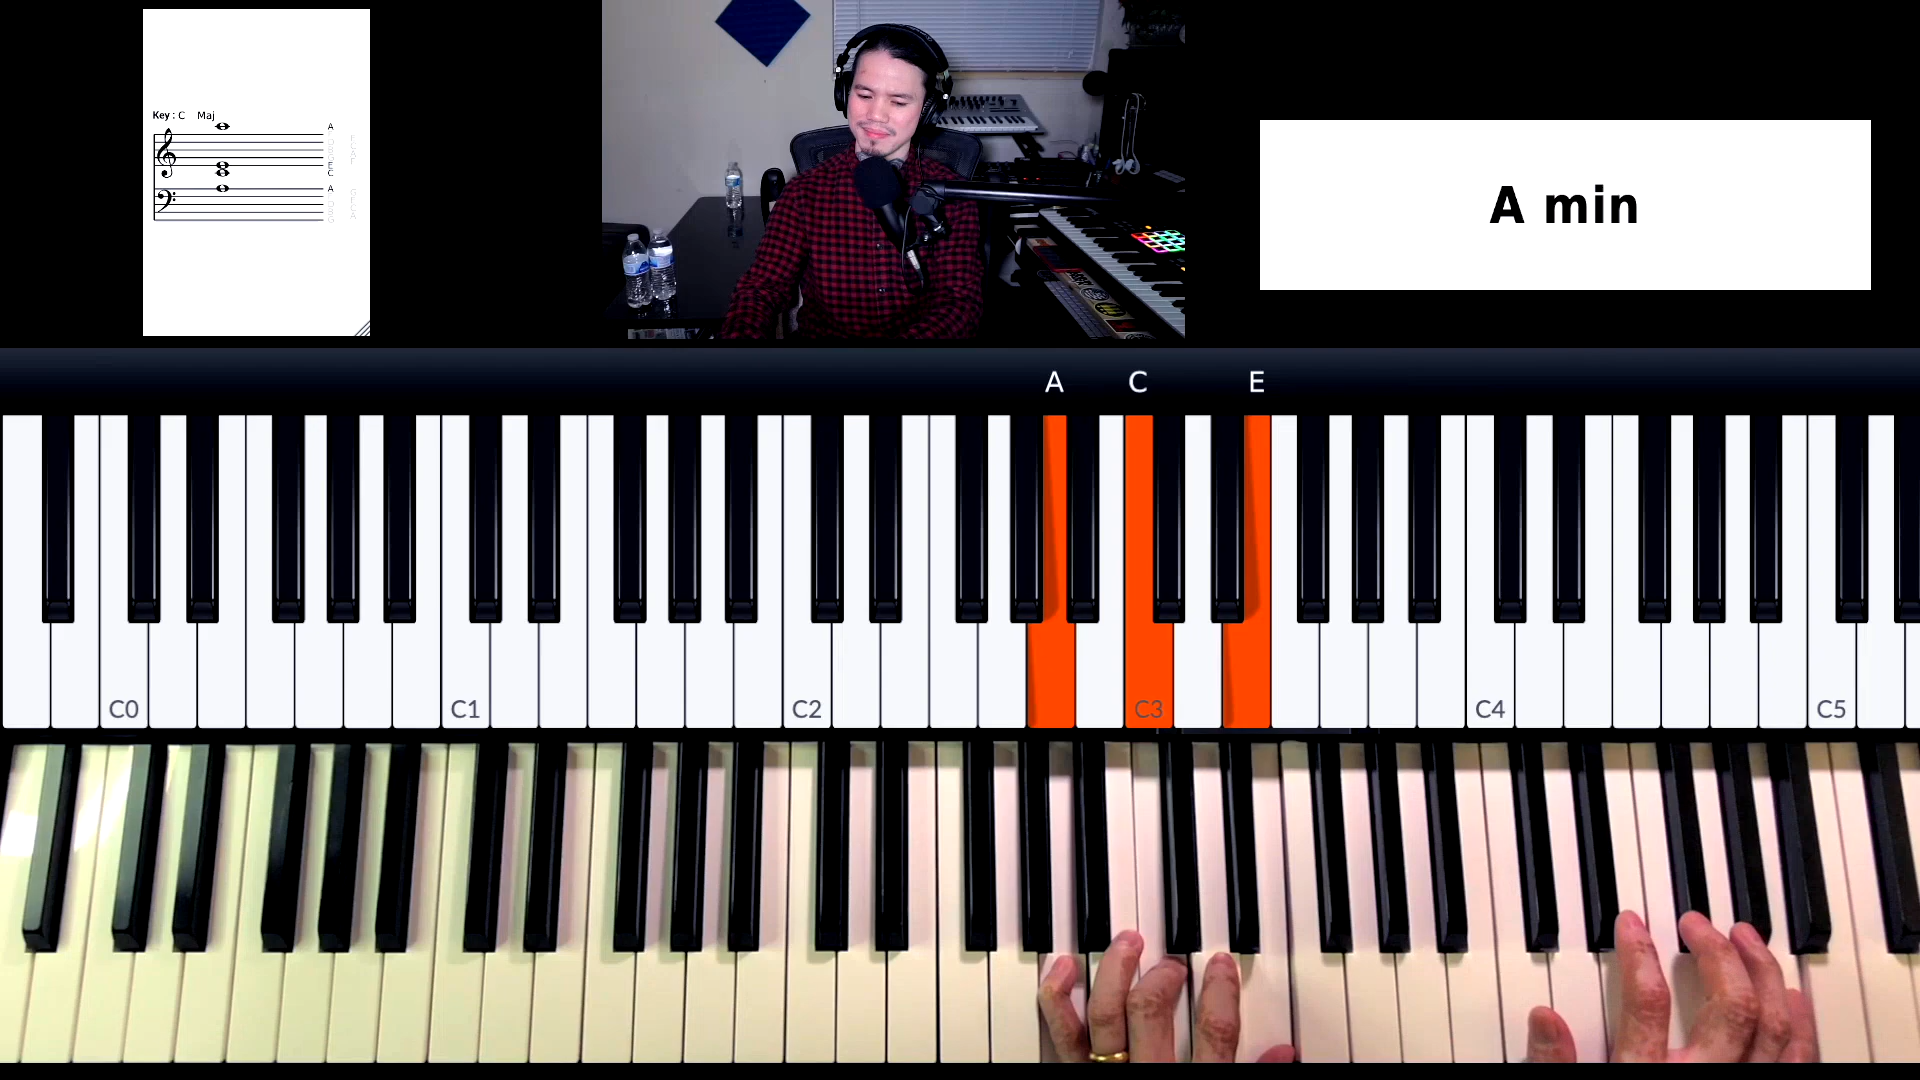 Key : C Maj
A
E
C
A
A min
A C E
C0 C1 C2 C3 C4 C5